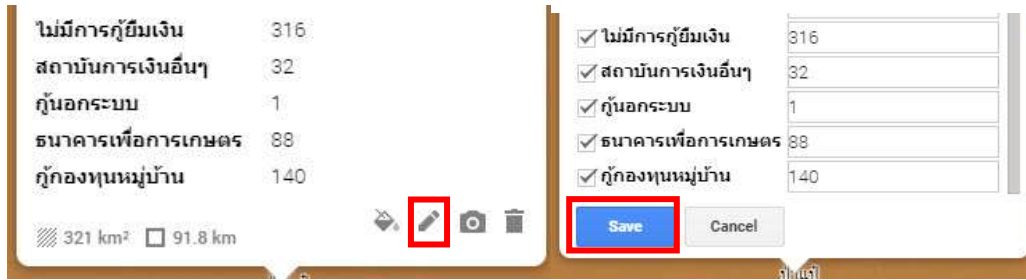 ไม่มีการกู้ยืมเงิน 316
สถาบันการเงินอื่นๆ 32
กู้นอกระบบ 1
ธนาคารเพื่อการเกษตร 88
กู้กองทุนหมู่บ้าน 140
321 km² 91.8 km
ไม่มีการกู้ยืมเงิน 316
สถาบันการเงินอื่นๆ 32
กู้นอกระบบ 1
ธนาคารเพื่อการเกษตร 88
กู้กองทุนหมู่บ้าน 140
Save Cancel